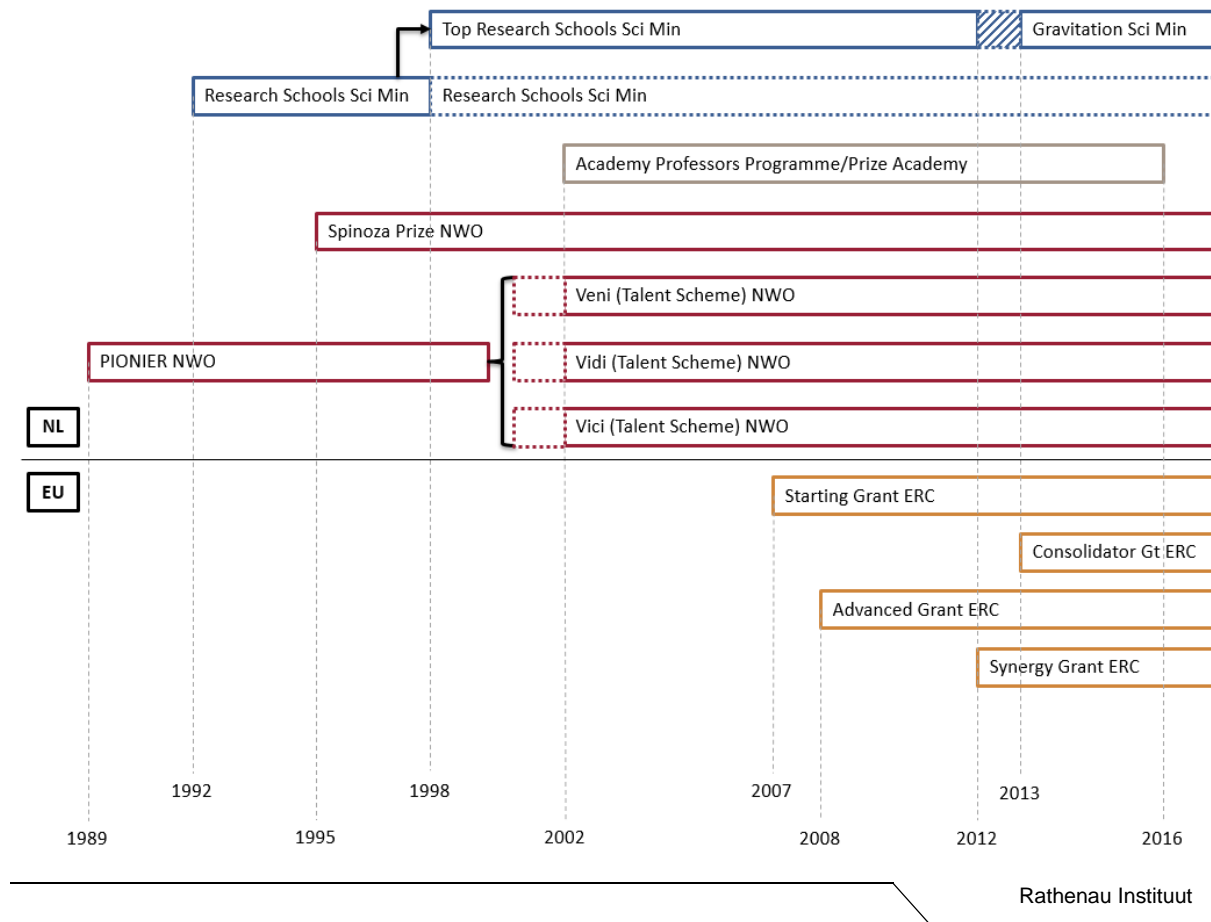 Top Research Schools Sci Min
Gravitation Sci Min
Research Schools Sci Min
Research Schools Sci Min
Academy Professors Programme/Prize Academy
Spinoza Prize NWO
Veni (Talent Scheme) NWO
PIONIER NWO
Vidi (Talent Scheme) NWO
NL
Vici (Talent Scheme) NWO
EU
Starting Grant ERC
Consolidator Gt ERC
Advanced Grant ERC
Synergy Grant ERC
1992
1998
2007
2013
1989
1995
2002
2008
2012
2016
Rathenau Instituut